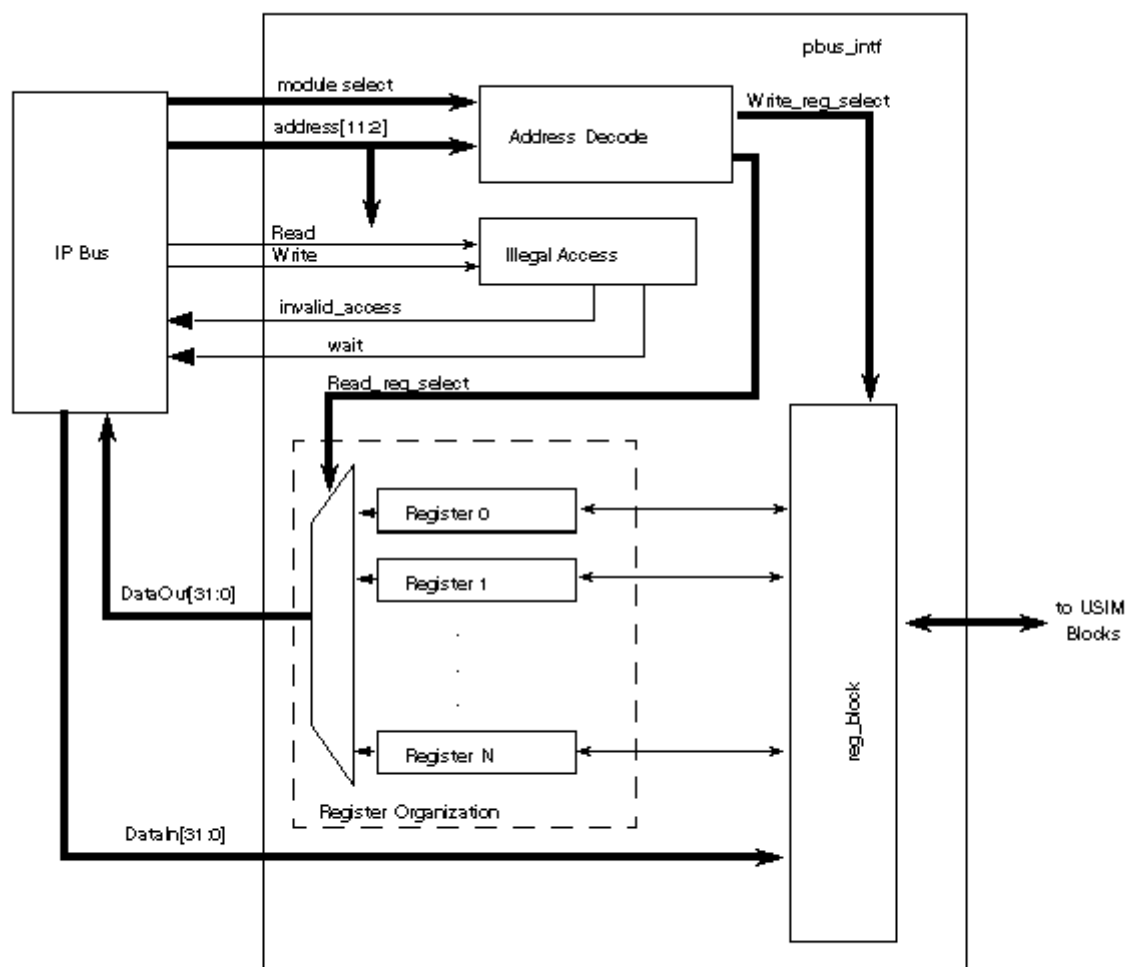 pbus_intf
module select
Write_reg_select
address[11:2]
Address Decode
IP Bus
Read
Write
Illegal Access
invalid_access
wait
Read_reg_select
Register 0
Register 1
DataOut[31:0]
to USIM
Blocks
.
.
.
reg_block
Register N
Register Organization
DataIn[31:0]